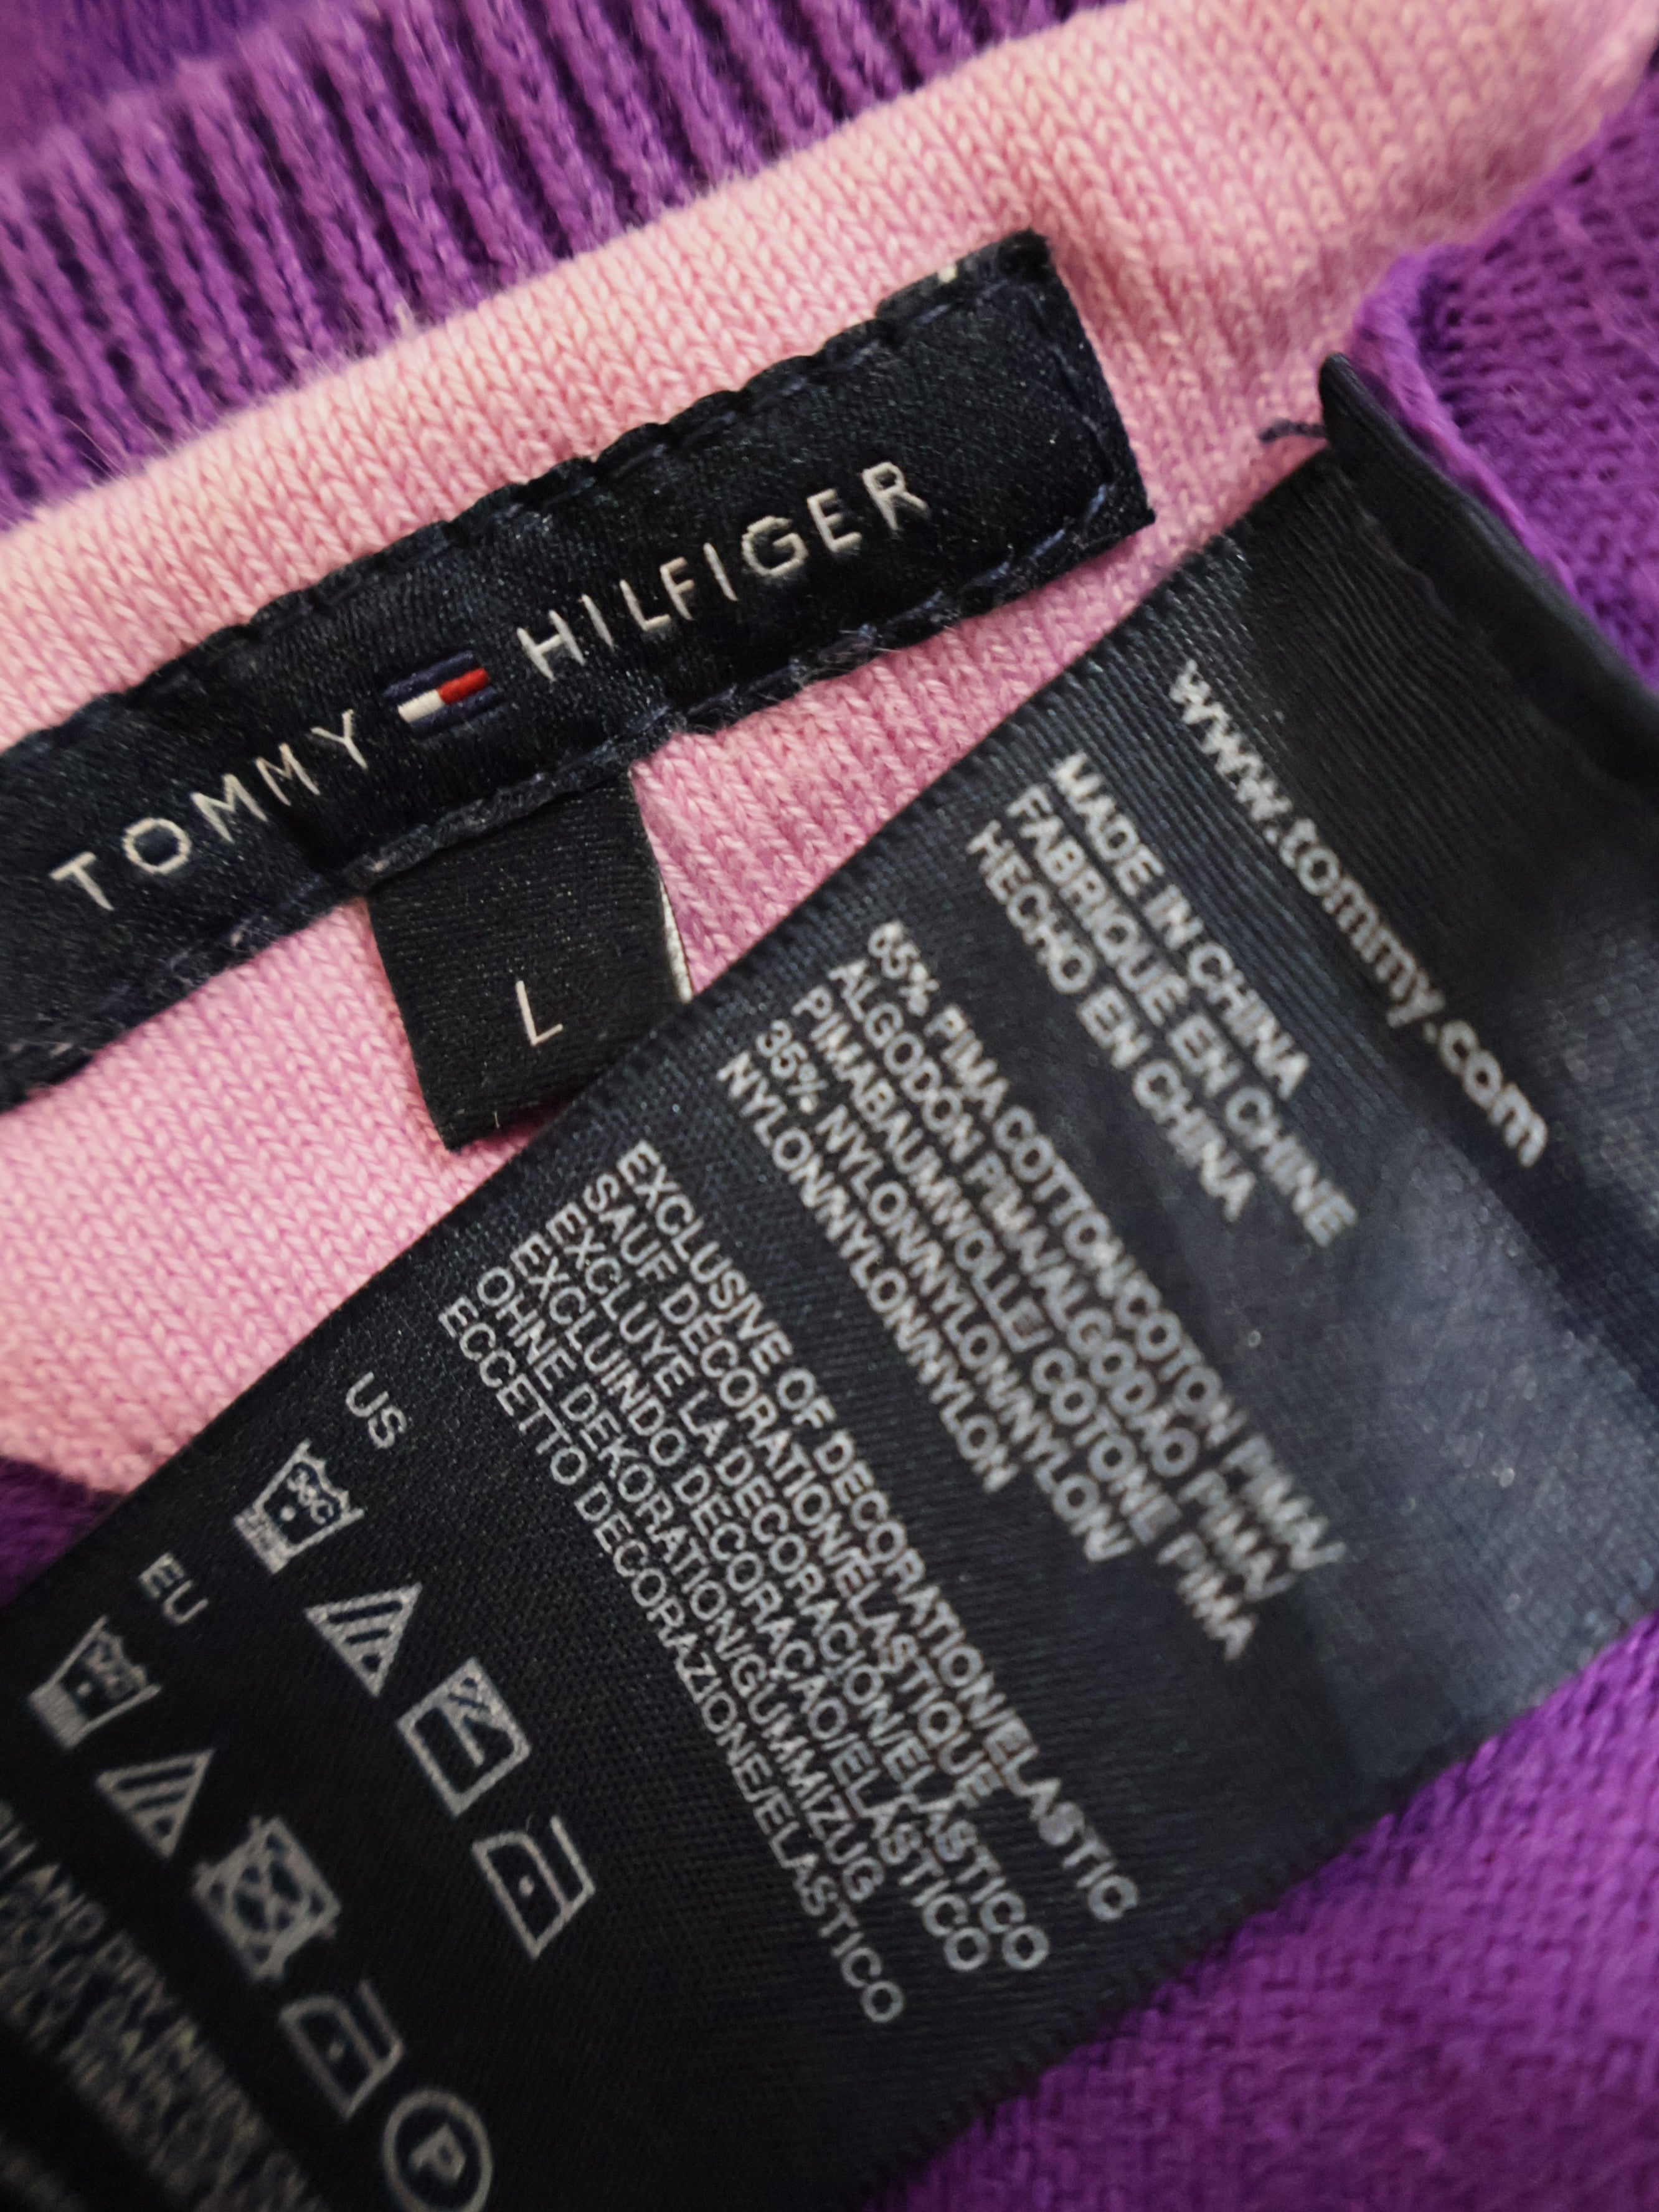 TOMMY HILFIGER
L
www.tommy.com
MADE IN CHINA
FABRIQUE EN CHINE
HECHO EN CHINA
65% PIMA COTTON/COTON PIMA/
ALGODON PIMA/ALGODAO PIMA/
PIMABAUMWOLLE/ COTONE PIMA
35% NYLON/NYLON/NYLON/
NYLON/NYLON/NYLON
EXCLUSIVE OF DECORATION/ELASTIC
SAUF DECORATION/ELASTIQUE
EXCLUYE LA DECORACION/ELASTICO
EXCLUINDO DECORAÇAO/ELASTICO
OHNE DEKORATION/GUMMIZUG
ECCETTO DECORAZIONE/ELASTICO
US
30C
EU
P